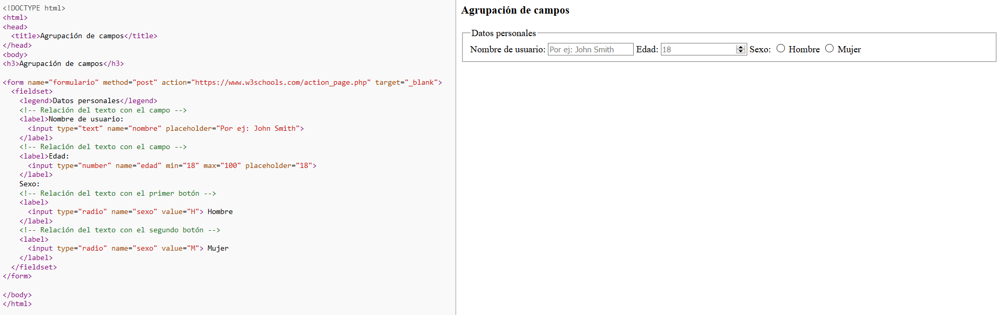 <!DOCTYPE html>
<html>
<head>
  <title>Agrupación de campos</title>
</head>
<body>
<h3>Agrupación de campos</h3>

<form name="formulario" method="post" action="https://www.w3schools.com/action_page.php" target="_blank">
  <fieldset>
    <legend>Datos personales</legend>
    <!-- Relación del texto con el campo -->
    <label>Nombre de usuario:
      <input type="text" name="nombre" placeholder="Por ej: John Smith">
    </label>
    <!-- Relación del texto con el campo -->
    <label>Edad:
      <input type="number" name="edad" min="18" max="100" placeholder="18">
    </label>
    Sexo:
    <!-- Relación del texto con el primer botón -->
    <label>
      <input type="radio" name="sexo" value="H"> Hombre
    </label>
    <!-- Relación del texto con el segundo botón -->
    <label>
      <input type="radio" name="sexo" value="M"> Mujer
    </label>
  </fieldset>
</form>

</body>
</html>
Agrupación de campos
Datos personales
Nombre de usuario: Por ej: John Smith Edad: 18 Sexo: Hombre Mujer